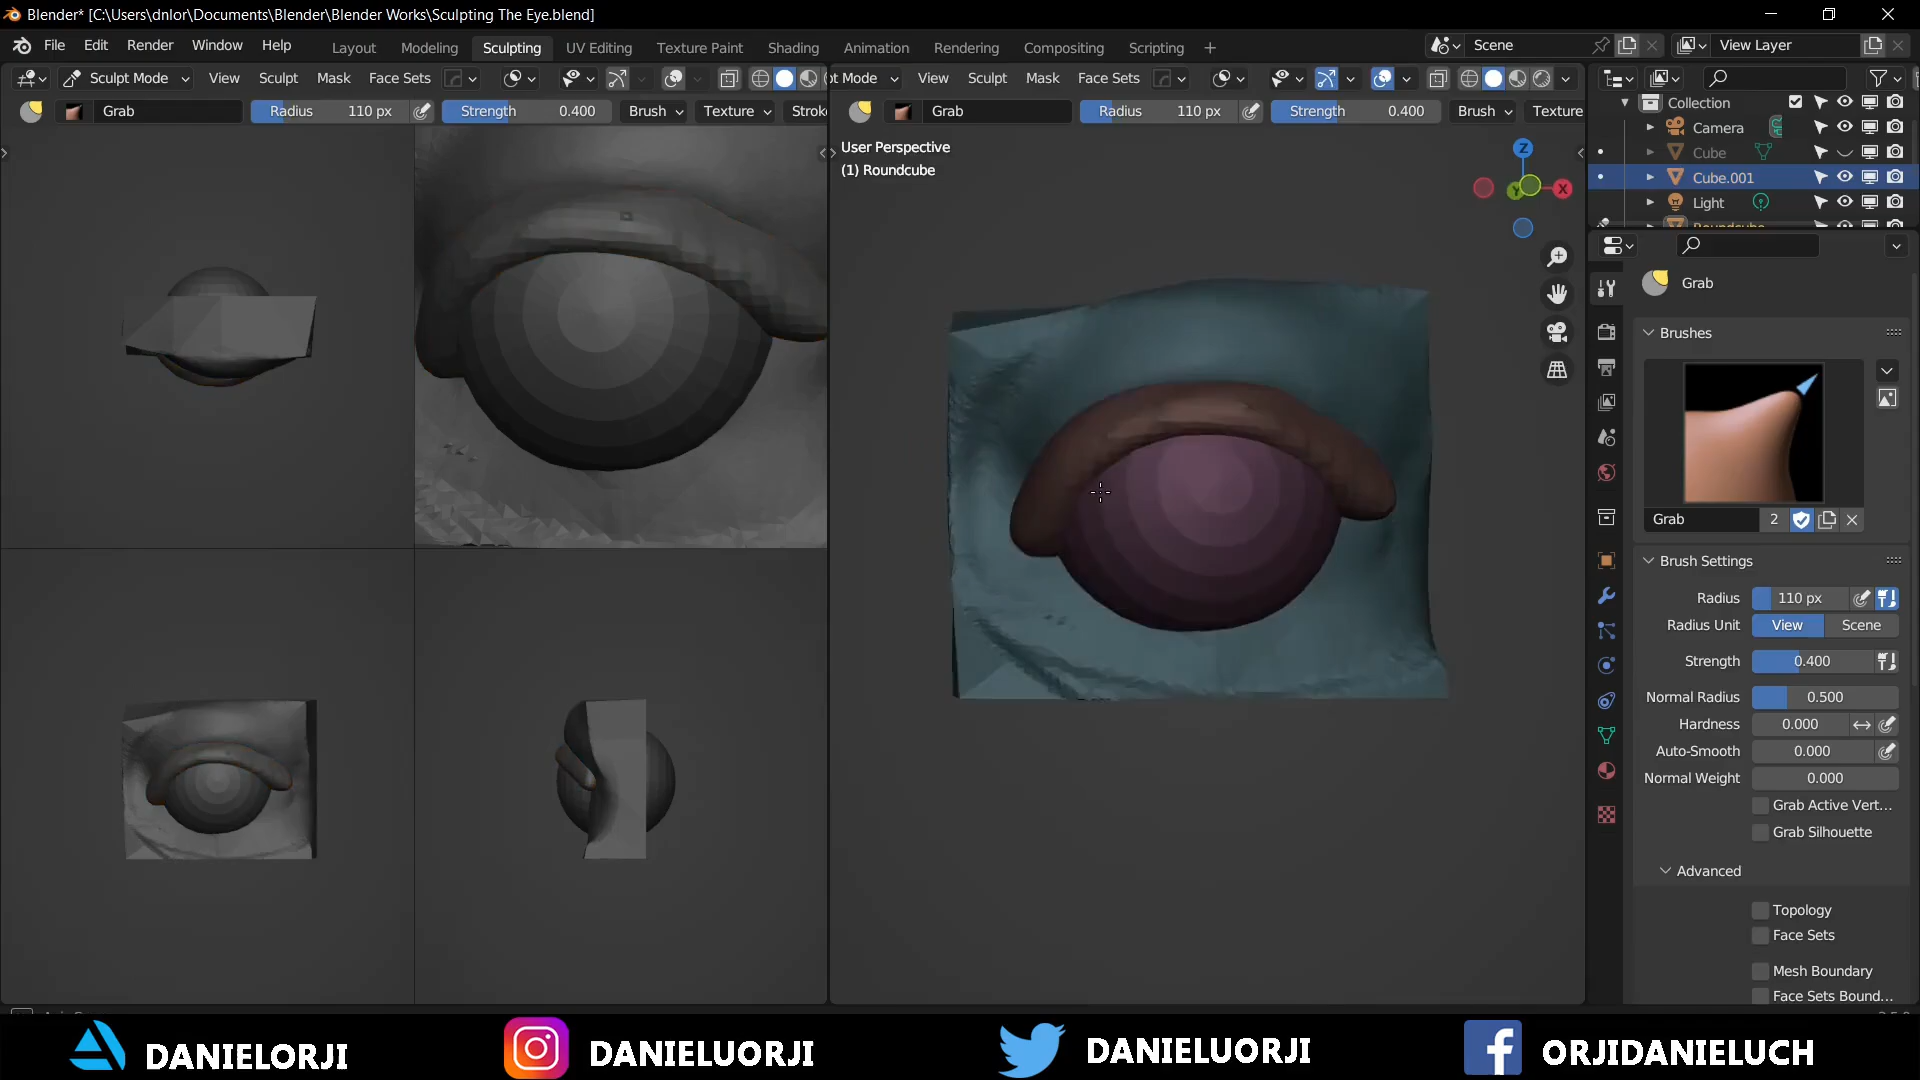 Blender* [C:\Users\dnlor\Documents\Blender\Blender Works\Sculpting The Eye.blend]
File Edit Render Window Help Layout Modeling Sculpting UV Editing Texture Paint Shading Animation Rendering Compositing Scripting + Scene View Layer
Sculpt Mode View Sculpt Mask Face Sets
ot Mode View Sculpt Mask Face Sets
Grab Radius 110 px Strength 0.400 Brush Texture Strok
Grab Radius 110 px Strength 0.400 Brush Texture
User Perspective
(1) Roundcube
Z
Y
X
Collection
Camera
Cube
Cube.001
Light
Roundcube
Grab
Brushes
Grab 2
Brush Settings
Radius 110 px
Radius Unit View Scene
Strength 0.400
Normal Radius 0.500
Hardness 0.000
Auto-Smooth 0.000
Normal Weight 0.000
Grab Active Vert...
Grab Silhouette
Advanced
Topology
Face Sets
Mesh Boundary
Face Sets Bound...
DANIELORJI
DANIELUORJI
DANIELUORJI
ORJIDANIELUCH